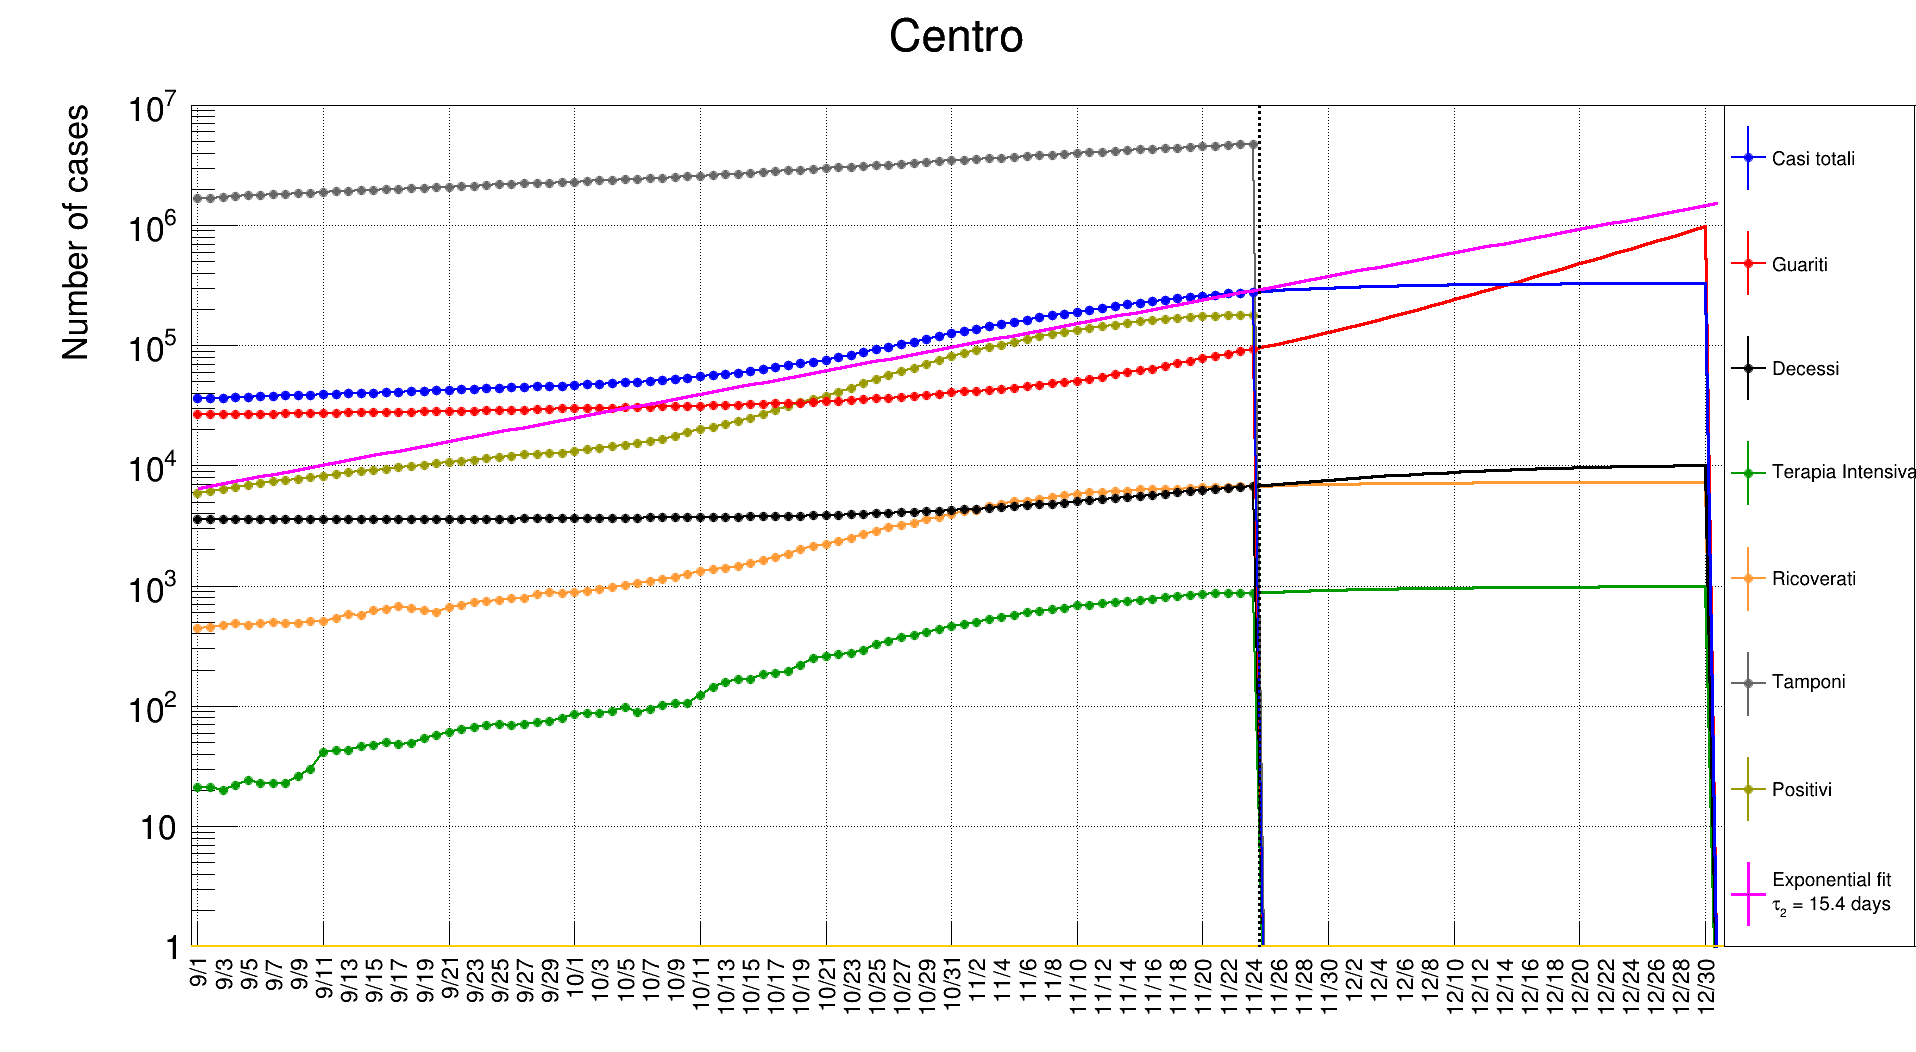 Centro
Number of cases
10^7
10^6
10^5
10^4
10^3
10^2
10
1
9/1 9/3 9/5 9/7 9/9 9/11 9/13 9/15 9/17 9/19 9/21 9/23 9/25 9/27 9/29 10/1 10/3 10/5 10/7 10/9 10/11 10/13 10/15 10/17 10/19 10/21 10/23 10/25 10/27 10/29 10/31 11/2 11/4 11/6 11/8 11/10 11/12 11/14 11/16 11/18 11/20 11/22 11/24 11/26 11/28 11/30 12/2 12/4 12/6 12/8 12/10 12/12 12/14 12/16 12/18 12/20 12/22 12/24 12/26 12/28 12/30
Casi totali
Guariti
Decessi
Terapia Intensiva
Ricoverati
Tamponi
Positivi
Exponential fit
τ₂ = 15.4 days